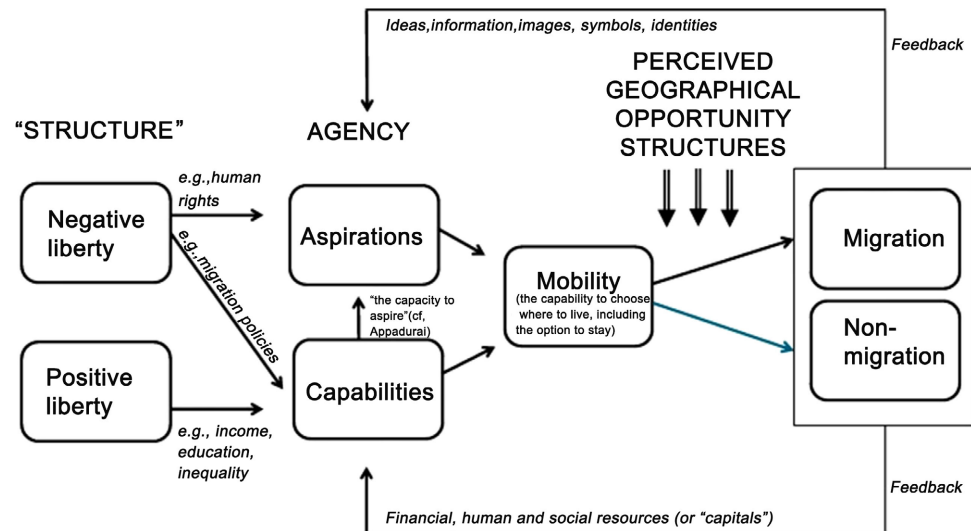 Ideas,information,images, symbols, identities
Feedback
PERCEIVED
GEOGRAPHICAL
OPPORTUNITY
STRUCTURES
“STRUCTURE”
AGENCY
e.g.,human
rights
Negative
liberty
e.g.,migration policies
Aspirations
Migration
Mobility
(the capability to choose
where to live, including
the option to stay)
“the capacity to
aspire”(cf,
Appadurai)
Non-
migration
Positive
liberty
Capabilities
e.g., income,
education,
inequality
Feedback
Financial, human and social resources (or “capitals”)